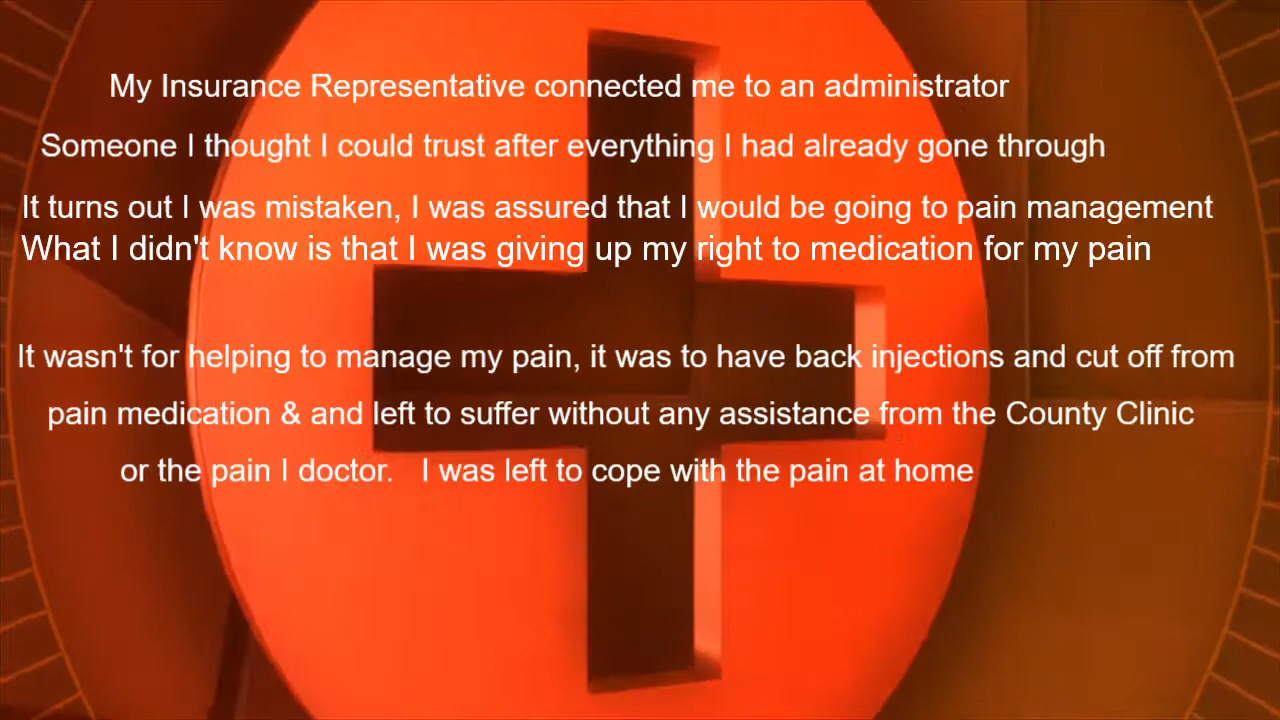 My Insurance Representative connected me to an administrator
Someone I thought I could trust after everything I had already gone through
It turns out I was mistaken, I was assured that I would be going to pain management
What I didn't know is that I was giving up my right to medication for my pain
It wasn't for helping to manage my pain, it was to have back injections and cut off from
pain medication & and left to suffer without any assistance from the County Clinic
or the pain I doctor. I was left to cope with the pain at home